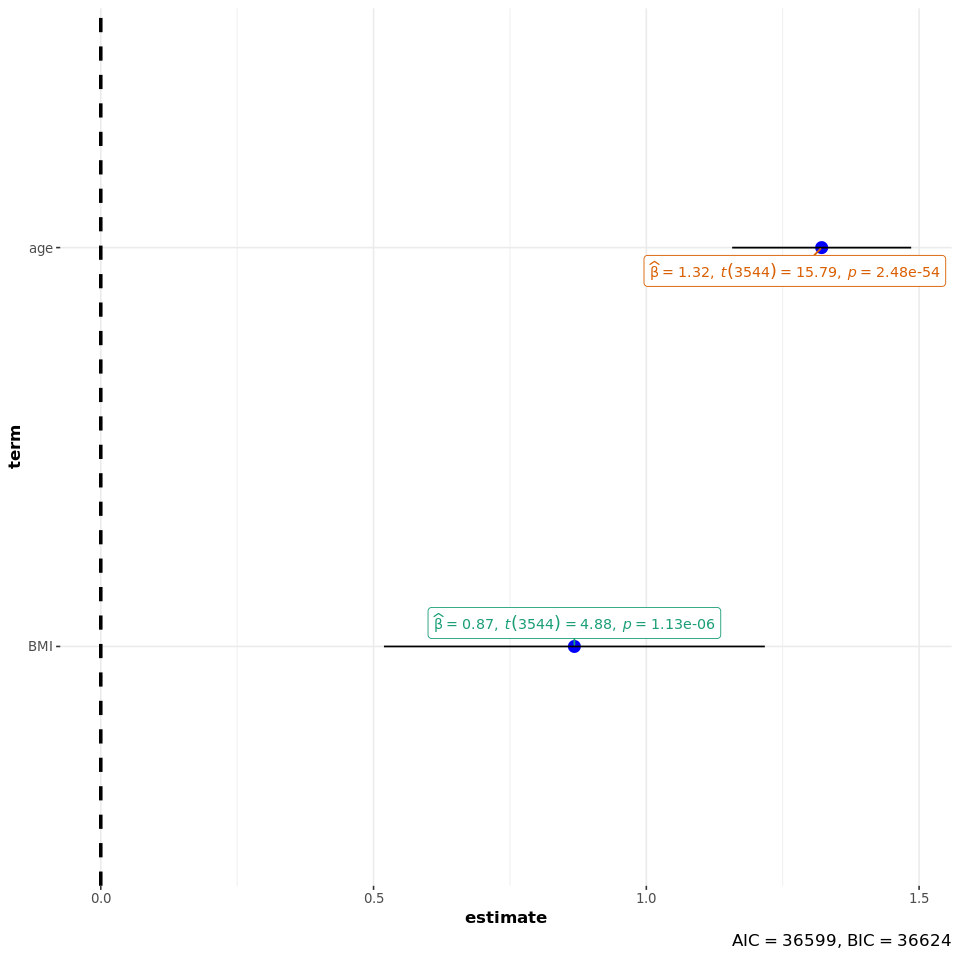 age
β̂ = 1.32, t(3544) = 15.79, p = 2.48e-54
term
β̂ = 0.87, t(3544) = 4.88, p = 1.13e-06
BMI
0.0 0.5 1.0 1.5
estimate
AIC = 36599, BIC = 36624